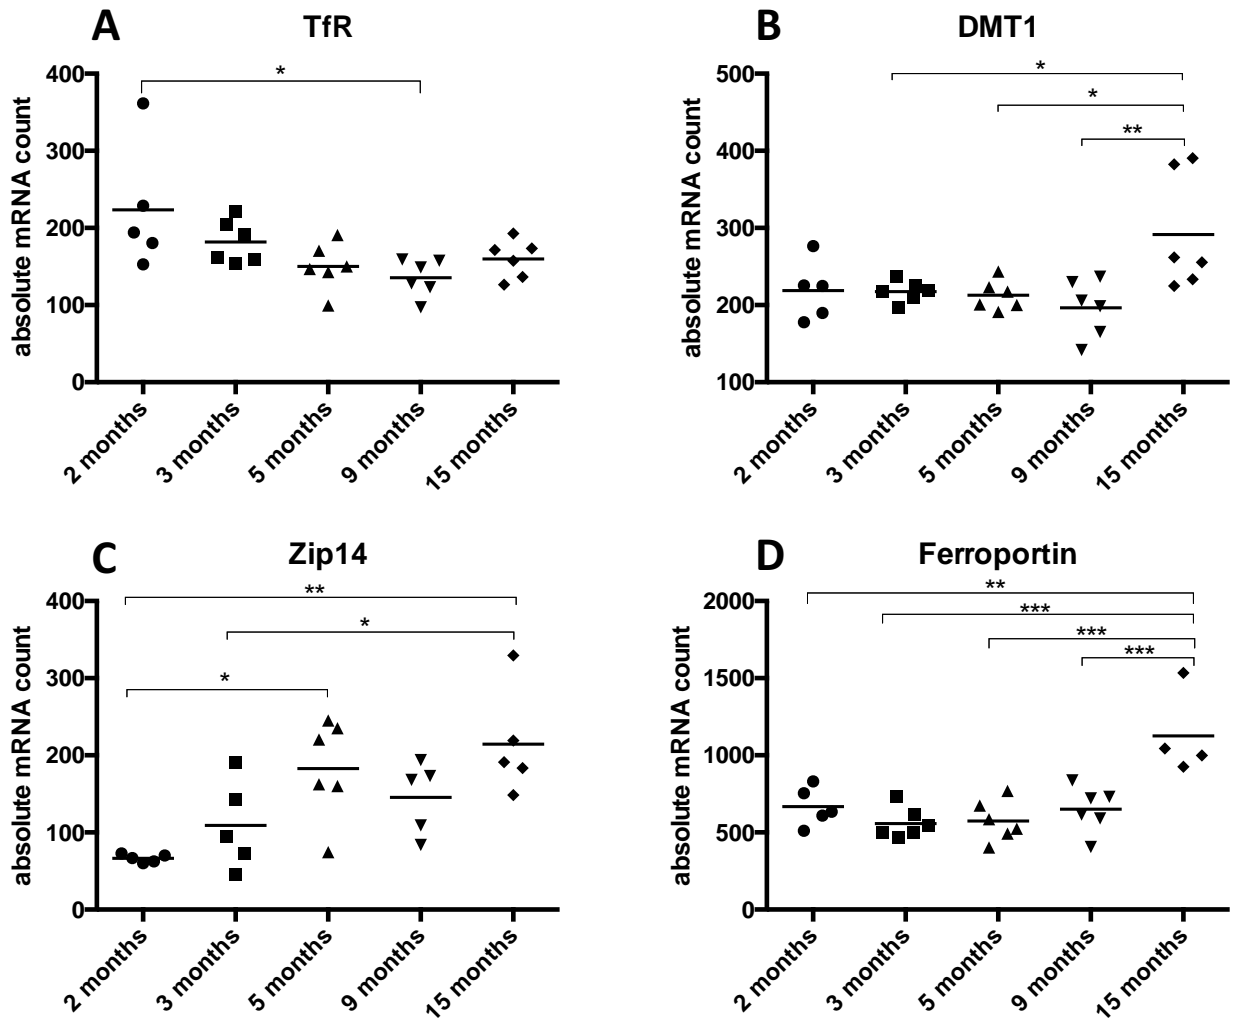 A TfR
absolute mRNA count
400
*
300
200
100
0
2 months
3 months
5 months
9 months
15 months
B DMT1
absolute mRNA count
500
*
*
400
**
300
200
100
2 months
3 months
5 months
9 months
15 months
C Zip14
absolute mRNA count
400
**
*
300
*
200
100
0
2 months
3 months
5 months
9 months
15 months
D Ferroportin
absolute mRNA count
2000
**
***
***
***
1500
1000
500
0
2 months
3 months
5 months
9 months
15 months